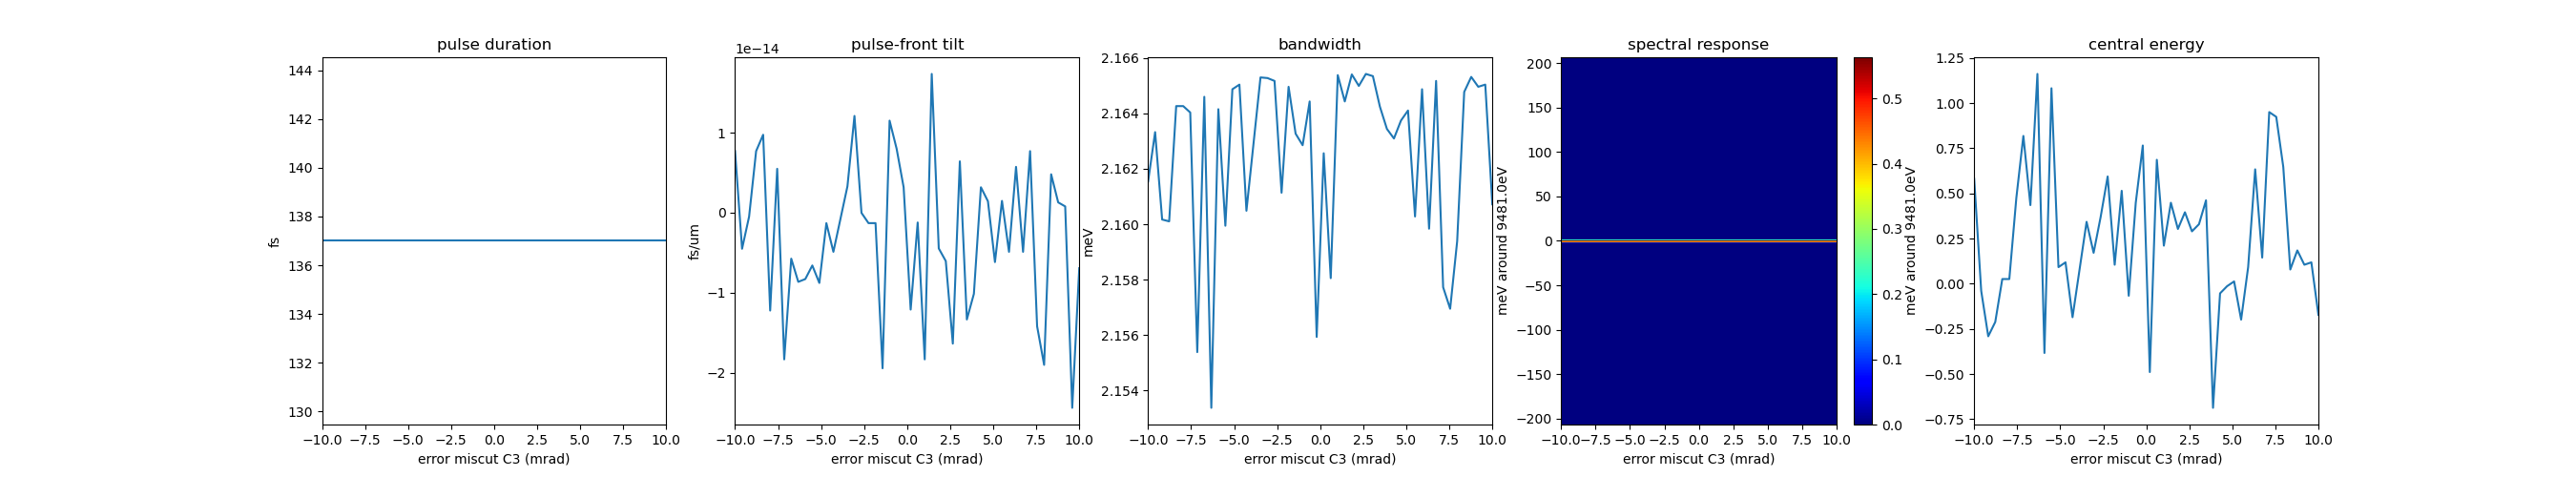 pulse duration
144
142
140
138
136
134
132
130
fs
−10.0 −7.5 −5.0 −2.5 0.0 2.5 5.0 7.5 10.0
error miscut C3 (mrad)
pulse-front tilt
1e−14
1
0
−1
−2
fs/um
−10.0 −7.5 −5.0 −2.5 0.0 2.5 5.0 7.5 10.0
error miscut C3 (mrad)
bandwidth
2.166
2.164
2.162
2.160
2.158
2.156
2.154
meV
−10.0 −7.5 −5.0 −2.5 0.0 2.5 5.0 7.5 10.0
error miscut C3 (mrad)
spectral response
200
150
100
50
0
−50
−100
−150
−200
meV around 9481.0eV
−10.0 −7.5 −5.0 −2.5 0.0 2.5 5.0 7.5 10.0
error miscut C3 (mrad)
0.5
0.4
0.3
0.2
0.1
0.0
central energy
1.25
1.00
0.75
0.50
0.25
0.00
−0.25
−0.50
−0.75
meV around 9481.0eV
−10.0 −7.5 −5.0 −2.5 0.0 2.5 5.0 7.5 10.0
error miscut C3 (mrad)